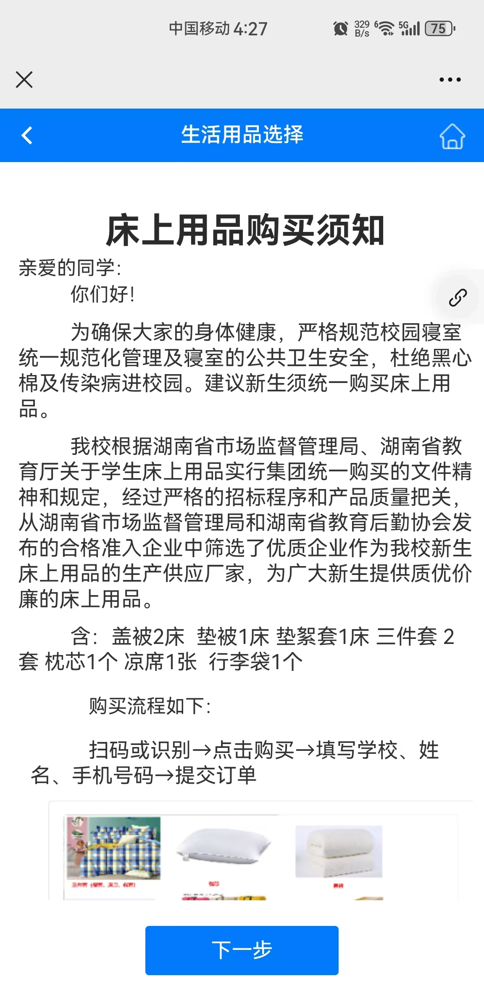 中国移动 4:27
329 B/s 6 5G 75
生活用品选择
床上用品购买须知
亲爱的同学:
你们好!
为确保大家的身体健康，严格规范校园寝室
统一规范化管理及寝室的公共卫生安全，杜绝黑心
棉及传染病进校园。建议新生须统一购买床上用
品。
我校根据湖南省市场监督管理局、湖南省教
育厅关于学生床上用品实行集团统一购买的文件精
神和规定，经过严格的招标程序和产品质量把关，
从湖南省市场监督管理局和湖南省教育后勤协会发
布的合格准入企业中筛选了优质企业作为我校新生
床上用品的生产供应厂家，为广大新生提供质优价
廉的床上用品。
含：盖被2床 垫被1床 垫絮套1床 三件套 2
套 枕芯1个 凉席1张 行李袋1个
购买流程如下：
扫码或识别→点击购买→填写学校、姓
名、手机号码→提交订单
枕芯
下一步